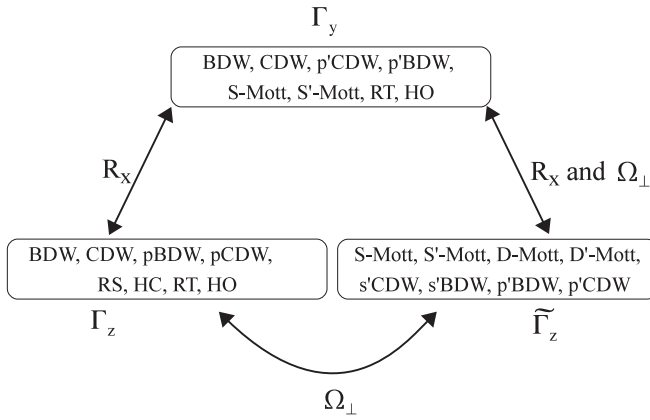 Γy
BDW, CDW, p'CDW, p'BDW,
S-Mott, S'-Mott, RT, HO
Rx
Rx and Ω⊥
BDW, CDW, pBDW, pCDW,
RS, HC, RT, HO
S-Mott, S'-Mott, D-Mott, D'-Mott,
s'CDW, s'BDW, p'BDW, p'CDW
Γz
Γ̃z
Ω⊥